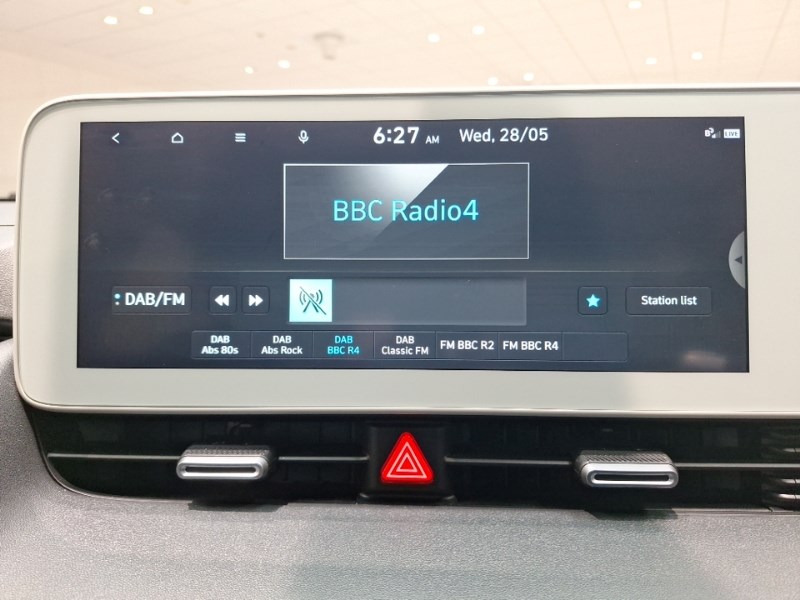 6:27 AM Wed, 28/05
LIVE
BBC Radio4
DAB/FM
Station list
DAB
Abs 80s
DAB
Abs Rock
DAB
BBC R4
DAB
Classic FM
FM BBC R2
FM BBC R4